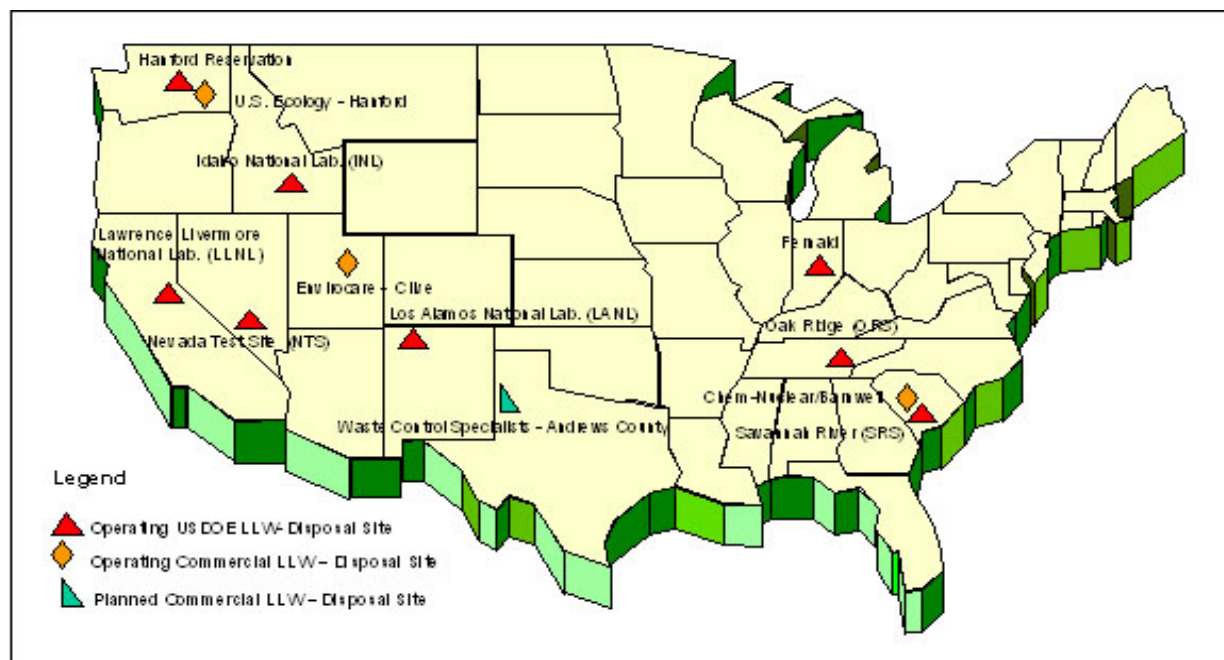 Hanford Reservation
U.S. Ecology - Hanford
Idaho National Lab. (INL)
Lawrence Livermore
National Lab. (LLNL)
Envirocare - Clive
Fernald
Los Alamos National Lab. (LANL)
Nevada Test Site (NTS)
Oak Ridge (ORS)
Chem-Nuclear/Barnwell
Waste Control Specialists - Andrews County
Savannah River (SRS)
Legend
Operating USDOE LLW- Disposal Site
Operating Commercial LLW - Disposal Site
Planned Commercial LLW - Disposal Site